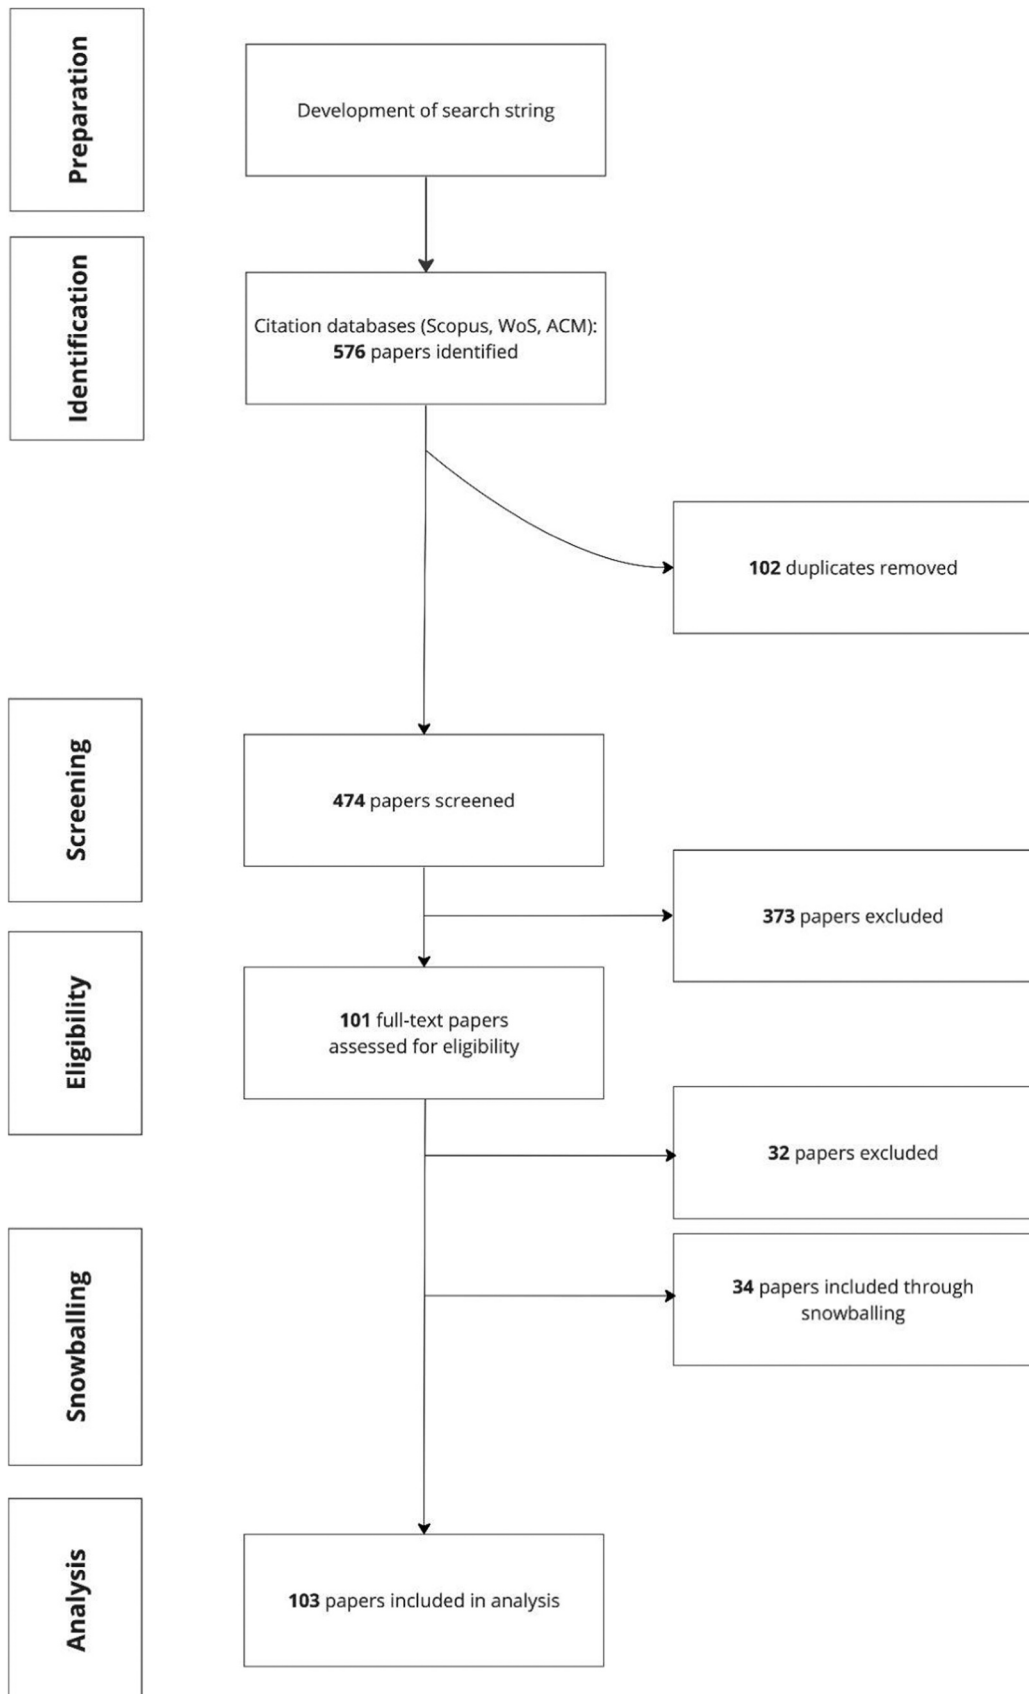 Preparation
Development of search string
Identification
Citation databases (Scopus, WoS, ACM):
576 papers identified
102 duplicates removed
Screening
474 papers screened
373 papers excluded
Eligibility
101 full-text papers
assessed for eligibility
32 papers excluded
Snowballing
34 papers included through
snowballing
Analysis
103 papers included in analysis